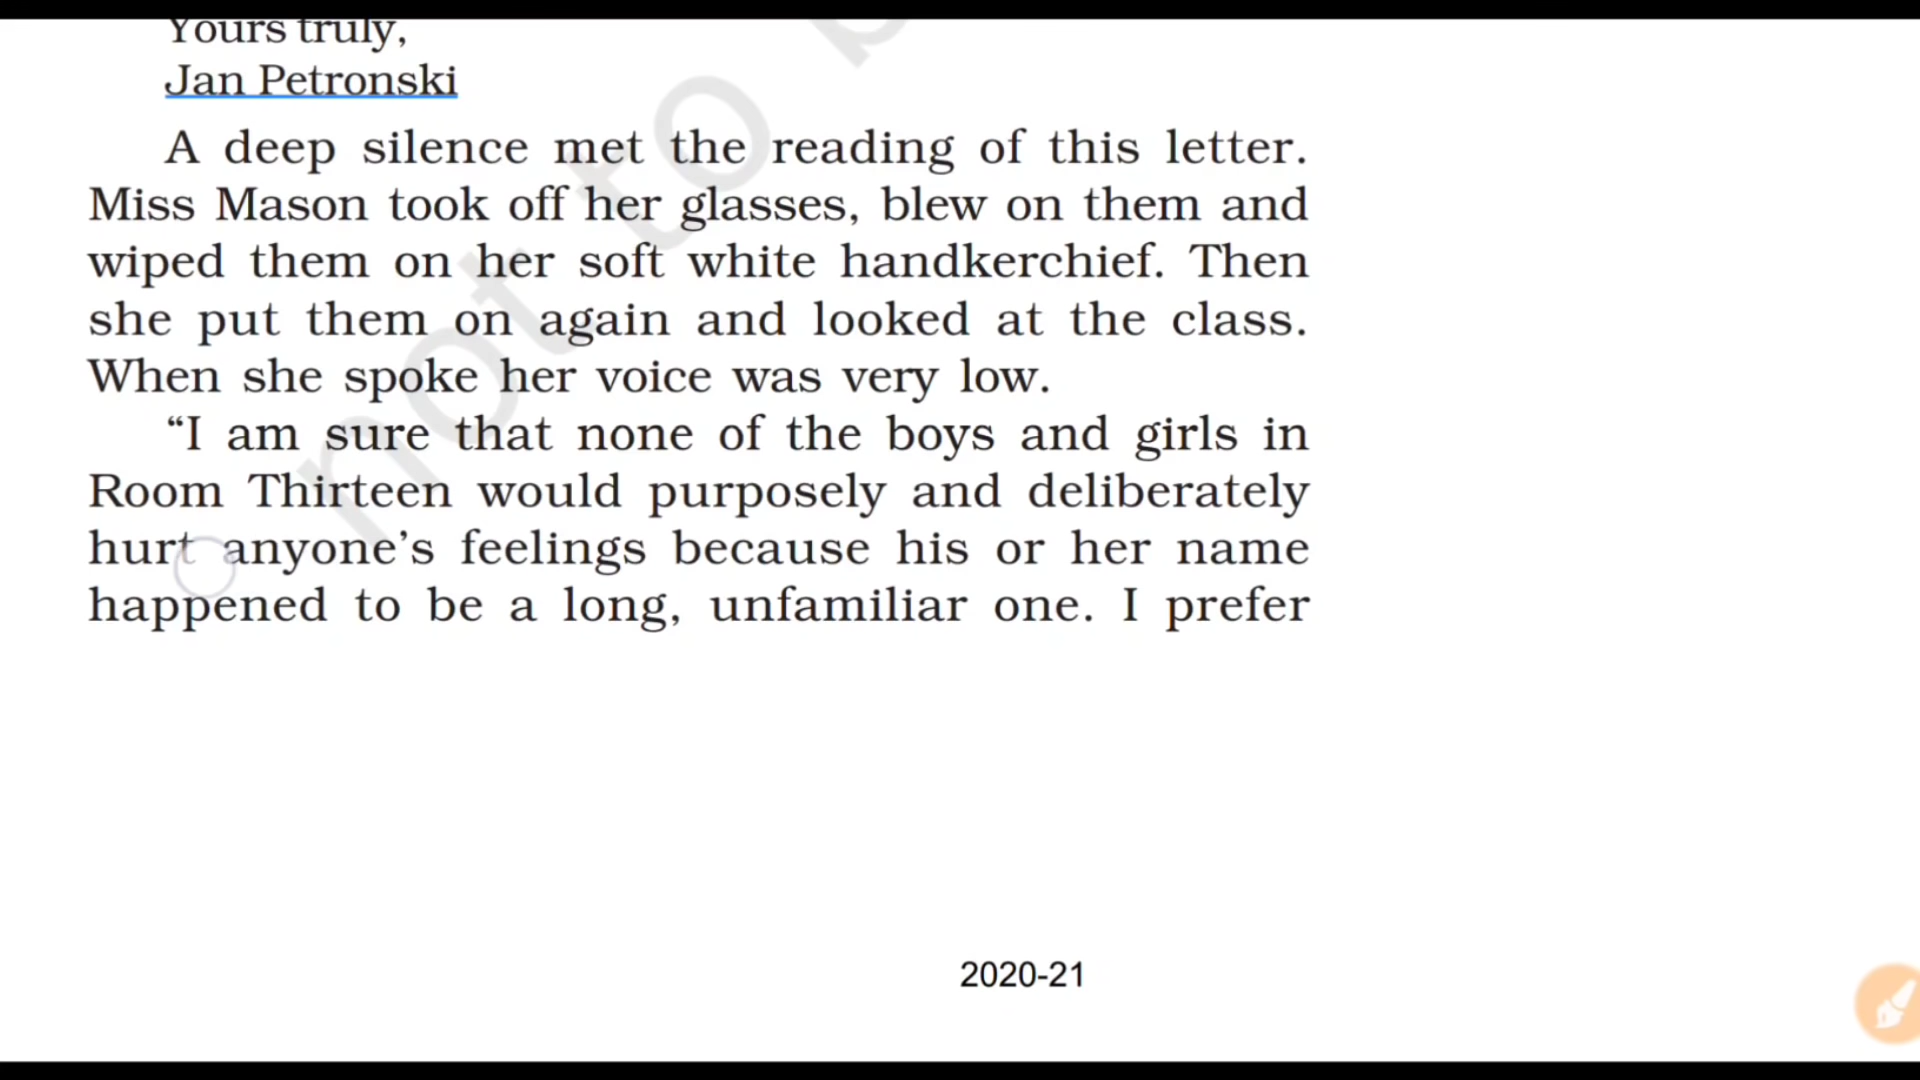 Yours truly,
Jan Petronski
A deep silence met the reading of this letter.
Miss Mason took off her glasses, blew on them and
wiped them on her soft white handkerchief. Then
she put them on again and looked at the class.
When she spoke her voice was very low.
“I am sure that none of the boys and girls in
Room Thirteen would purposely and deliberately
hurt anyone’s feelings because his or her name
happened to be a long, unfamiliar one. I prefer
not to b
2020-21